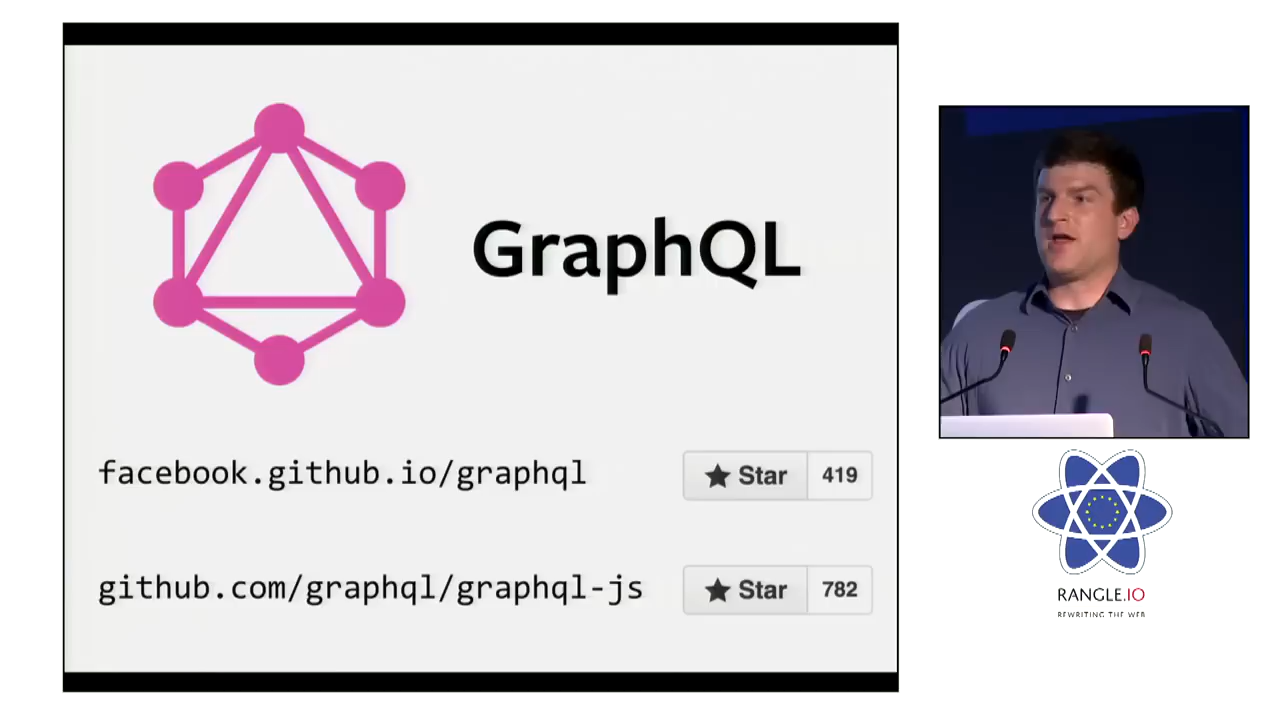 GraphQL
facebook.github.io/graphql
★ Star 419
github.com/graphql/graphql-js
★ Star 782
RANGLE.IO
REWRITING THE WEB